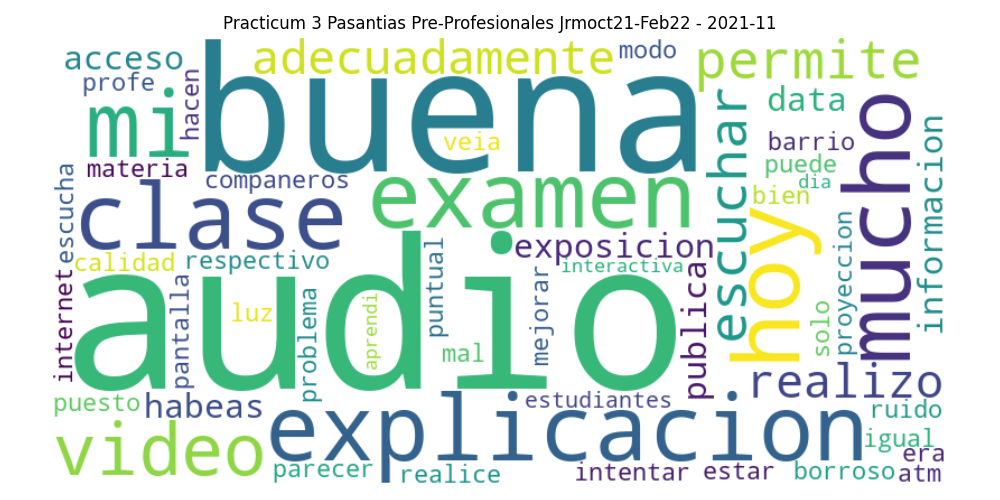 Practicum 3 Pasantias Pre-Profesionales Jrmoct21-Feb22 - 2021-11
acceso
buena
adecuadamente
modo
permite
profe
mi
hacen
veia
escuchar
data
mucho
materia
companeros
examen
barrio
puede
dia
bien
informacion
escucha
clase
hoy
calidad
respectivo
exposicion
interactiva
internet
audio
pantalla
luz
problema
aprendi
puntual
mal
mejorar
publica
solo
proyeccion
puesto
habeas
explicacion
estudiantes
realizo
ruido
video
parecer
realice
intentar
estar
borroso
igual
era
atm